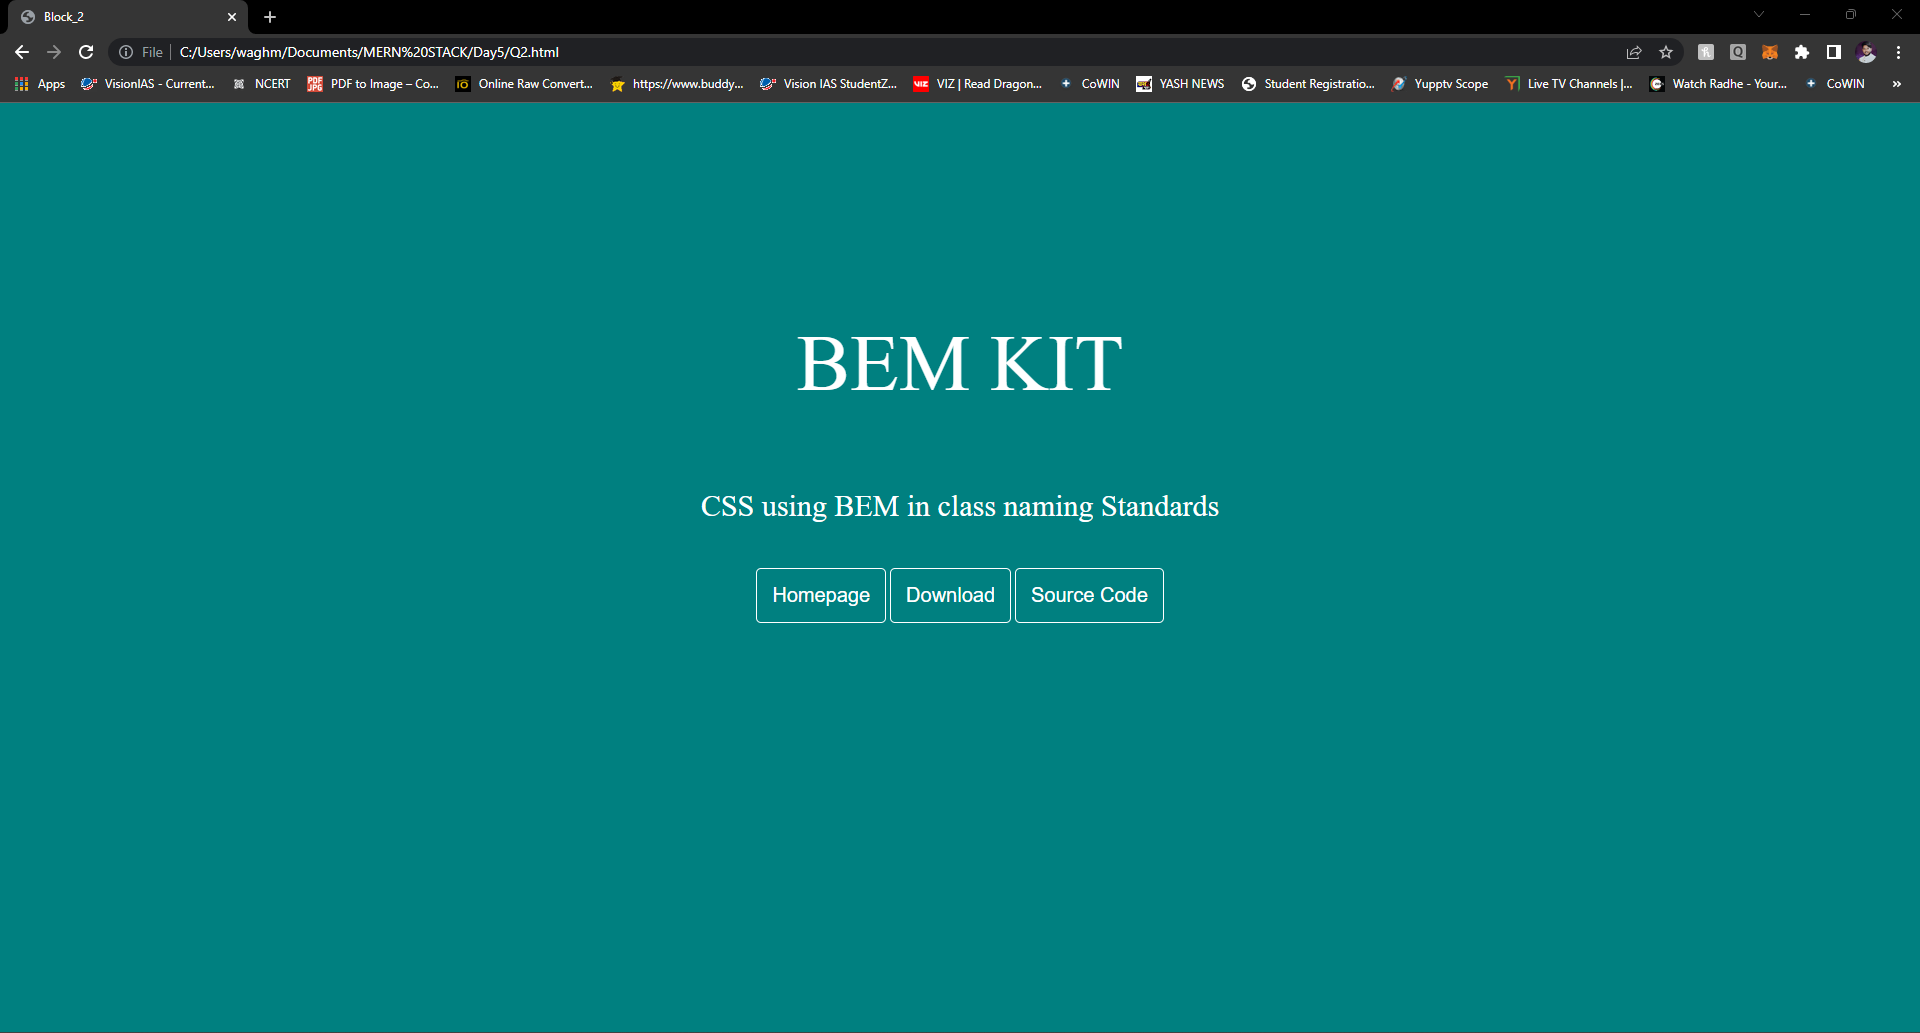 Block_2
File C:/Users/waghm/Documents/MERN%20STACK/Day5/Q2.html
Apps VisionIAS - Current... NCERT PDF to Image – Co... Online Raw Convert... https://www.buddy... Vision IAS StudentZ... VIZ | Read Dragon... CoWIN YASH NEWS Student Registratio... Yupptv Scope Live TV Channels |... Watch Radhe - Your... CoWIN »
BEM KIT
CSS using BEM in class naming Standards
Homepage Download Source Code